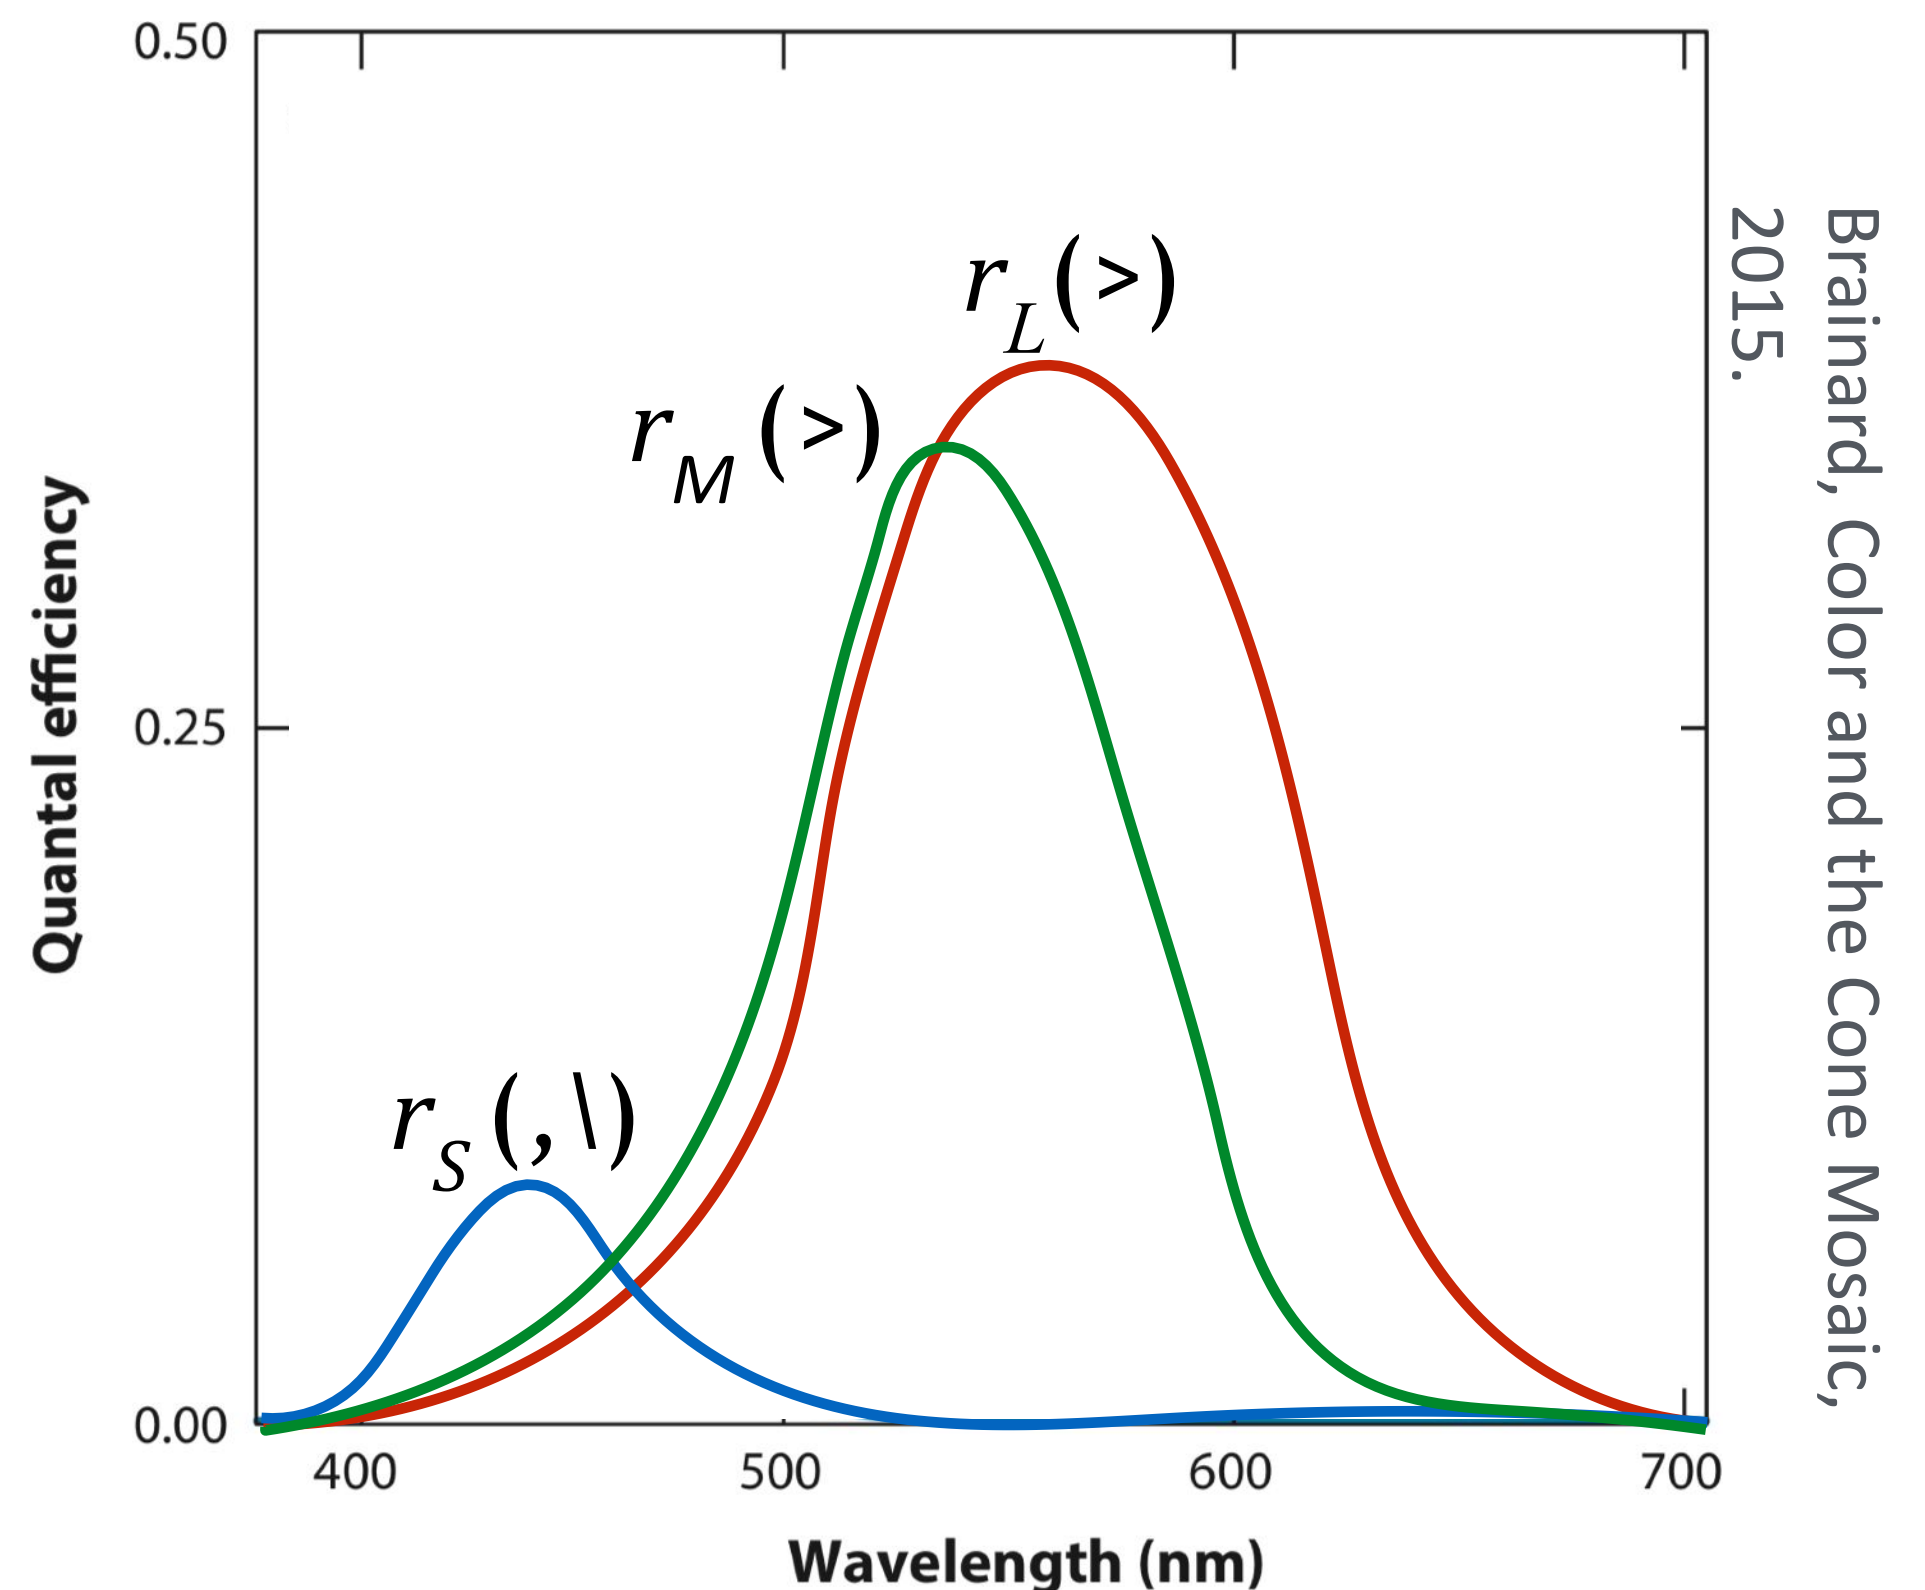 0.50
r_L(>)
r_M(>)
Quantal efficiency
0.25
r_S(,\)
0.00
400 500 600 700
Wavelength (nm)
Brainard, Color and the Cone Mosaic,
2015.